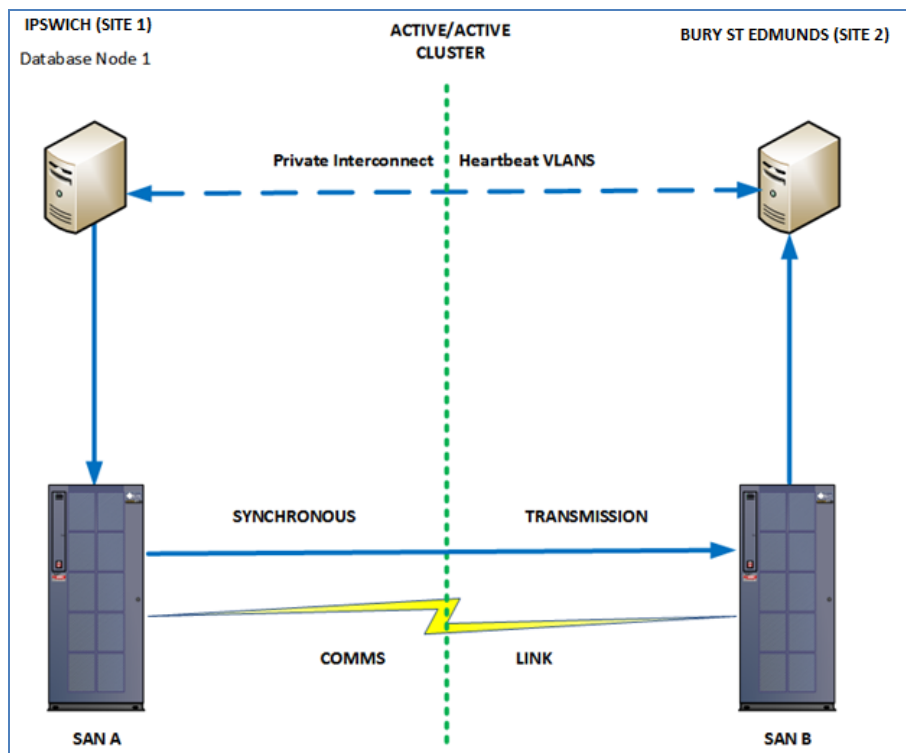 IPSWICH (SITE 1)
ACTIVE/ACTIVE
CLUSTER
BURY ST EDMUNDS (SITE 2)
Database Node 1
Private Interconnect
Heartbeat VLANS
SYNCHRONOUS
TRANSMISSION
COMMS
LINK
SAN A
SAN B